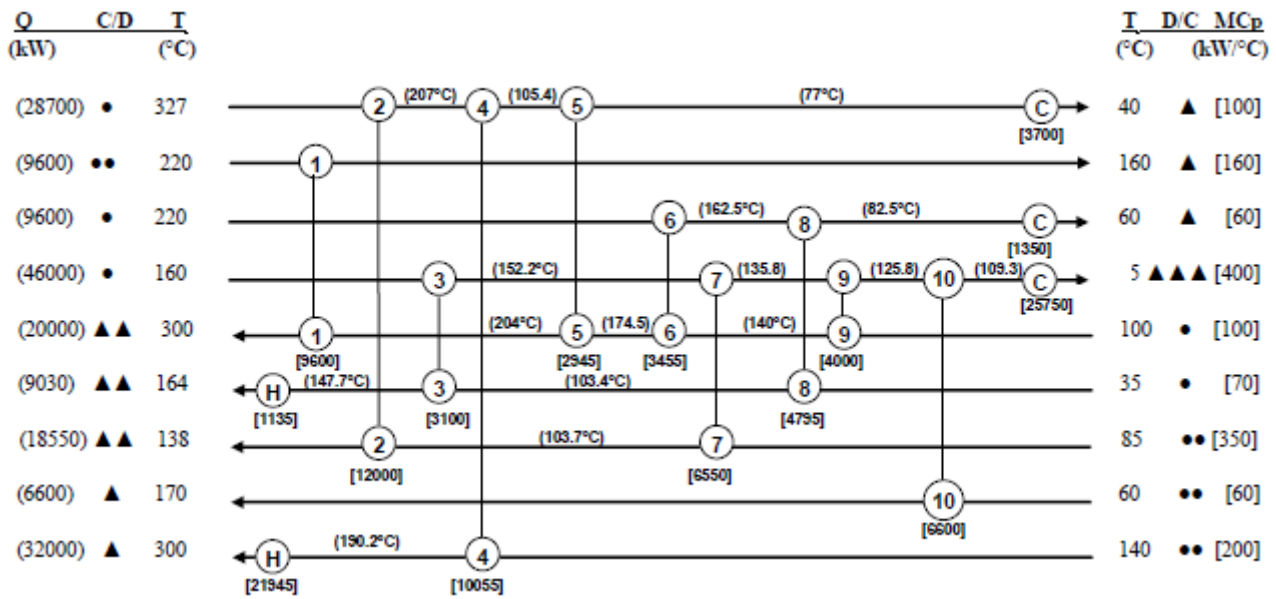 Q C/D T T D/C MCp
(kW) (°C) (°C) (kW/°C)
(28700) ● 327 2 (207°C) 4 (105.4) 5 (77°C) C 40 ▲ [100]
[3700]
(9600) ●● 220 1 160 ▲ [160]
(9600) ● 220 6 (162.5°C) 8 (82.5°C) C 60 ▲ [60]
[1350]
(46000) ● 160 3 (152.2°C) 7 (135.8) 9 (125.8) 10 (109.3) C 5 ▲▲▲ [400]
[25750]
(20000) ▲▲ 300 1 (204°C) 5 (174.5) 6 (140°C) 9 100 ● [100]
[9600] [2945] [3455] [4000]
(9030) ▲▲ 164 H (147.7°C) 3 (103.4°C) 8 35 ● [70]
[1135] [3100] [4795]
(18550) ▲▲ 138 2 (103.7°C) 7 85 ●● [350]
[12000] [6550]
(6600) ▲ 170 10 60 ●● [60]
[6600]
(32000) ▲ 300 H (190.2°C) 4 140 ●● [200]
[21945] [10055]